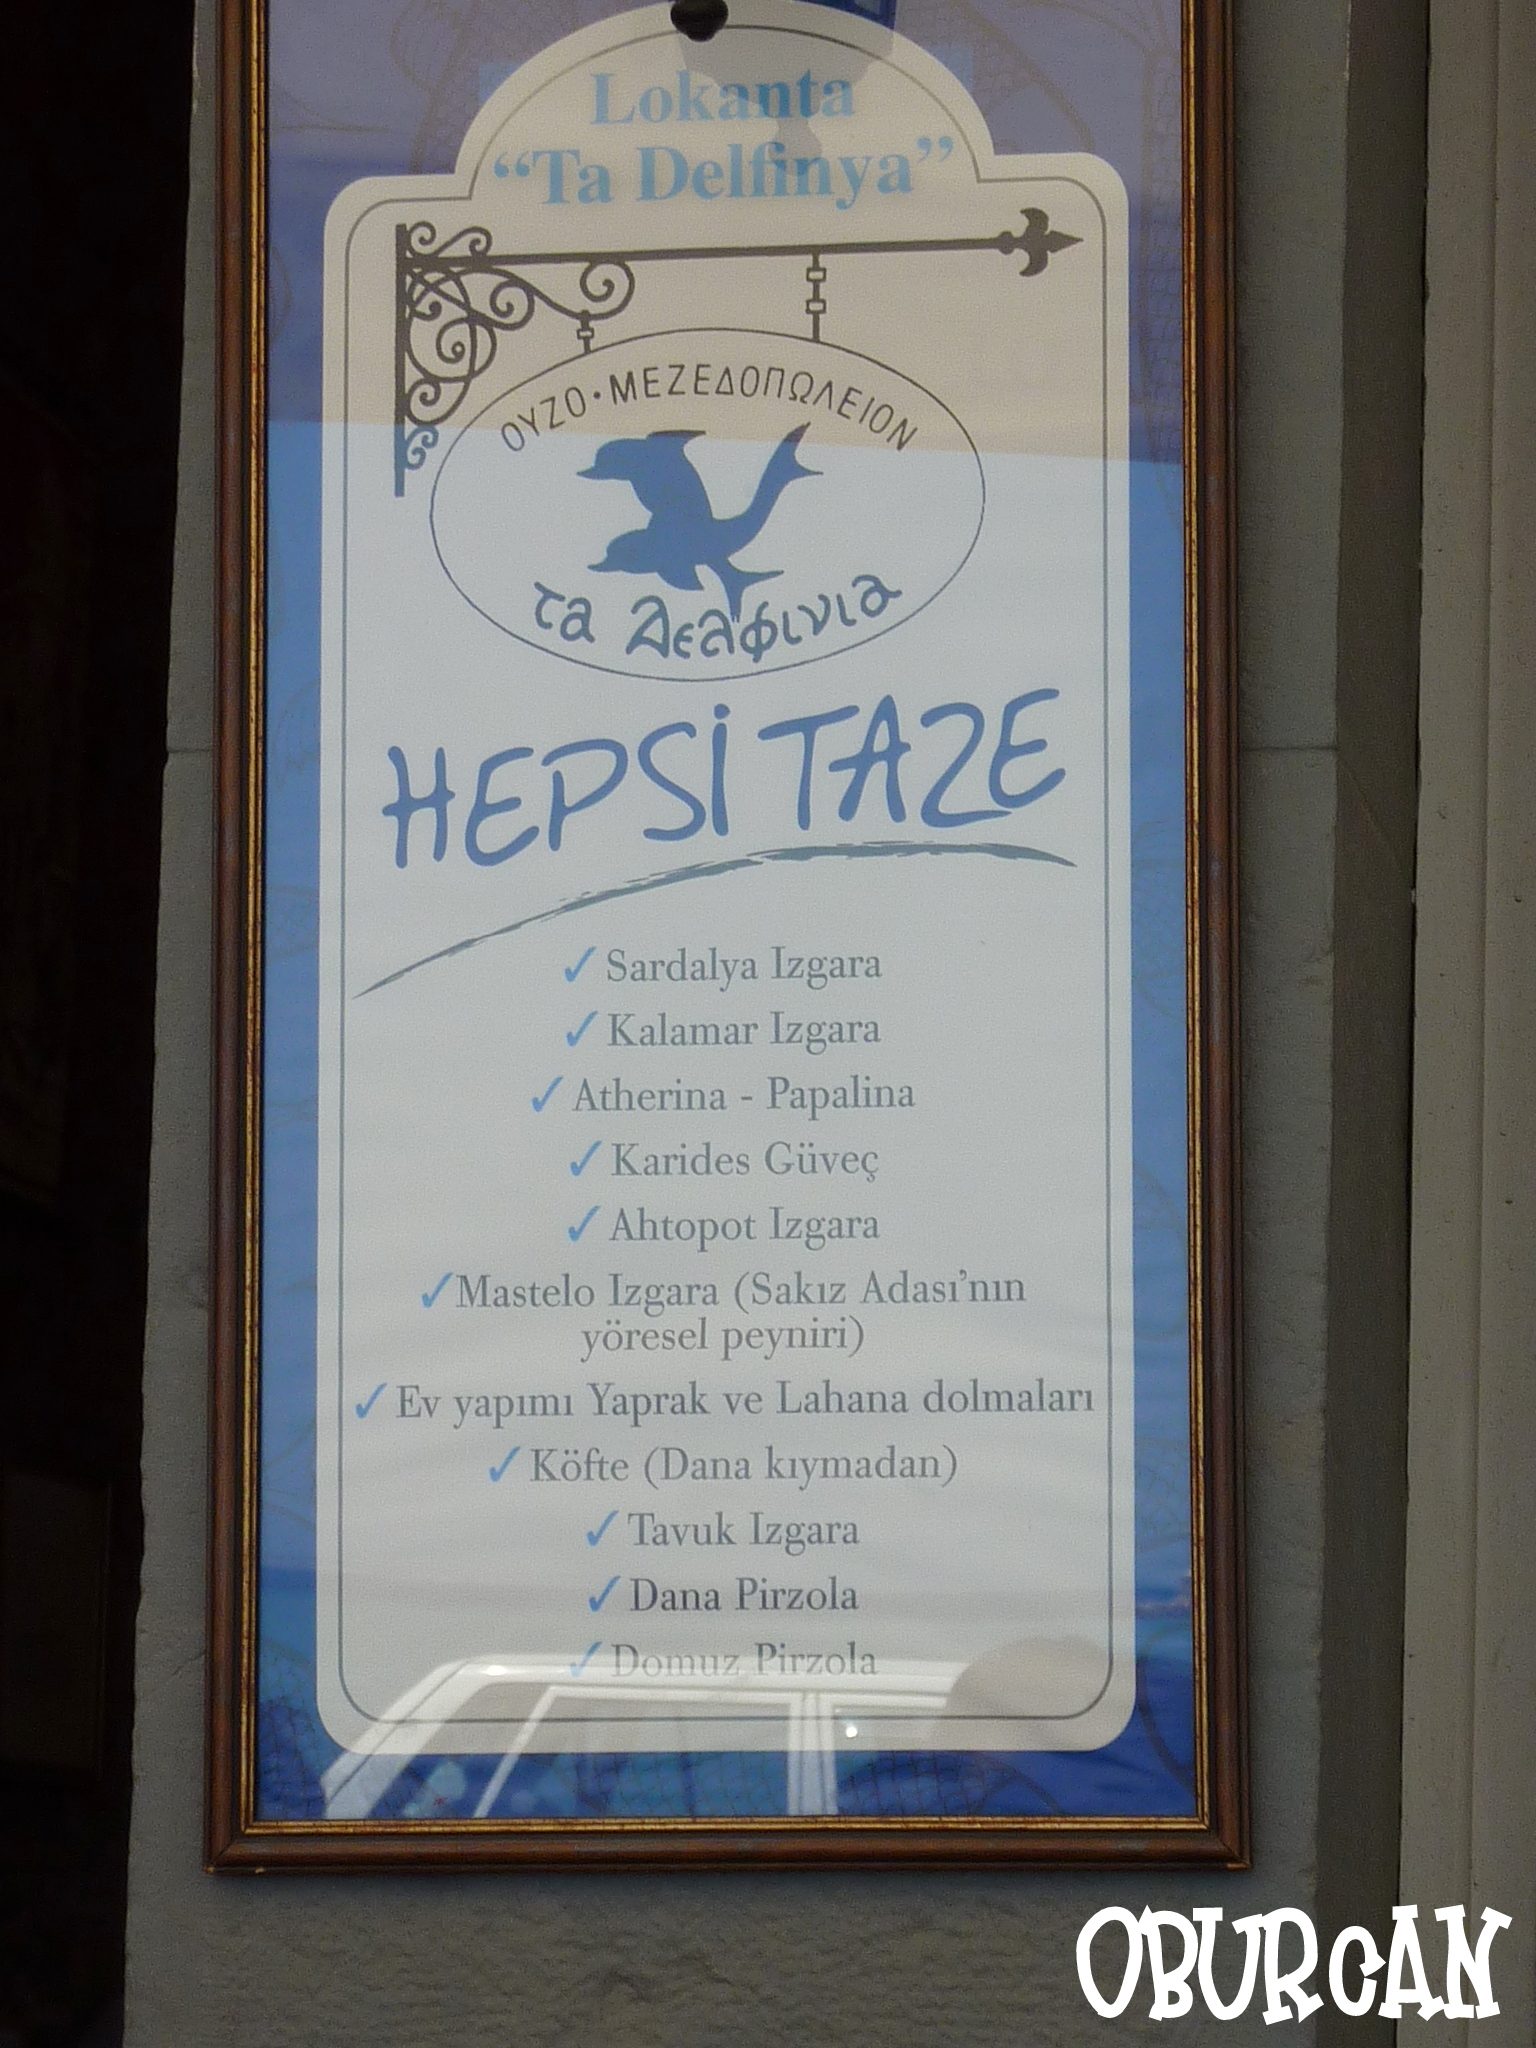 Lokanta
“Ta Delfinya”
ΟΥΖΟ · ΜΕΖΕΔΟΠΩΛΕΙΟΝ
τα Δελφινια
HEPSİ TAZE
✓ Sardalya Izgara
✓ Kalamar Izgara
✓ Atherina - Papalina
✓ Karides Güveç
✓ Ahtopot Izgara
✓ Mastelo Izgara (Sakız Adası’nın
yöresel peyniri)
✓ Ev yapımı Yaprak ve Lahana dolmaları
✓ Köfte (Dana kıymadan)
✓ Tavuk Izgara
✓ Dana Pirzola
✓ Domuz Pirzola
OBURCAN